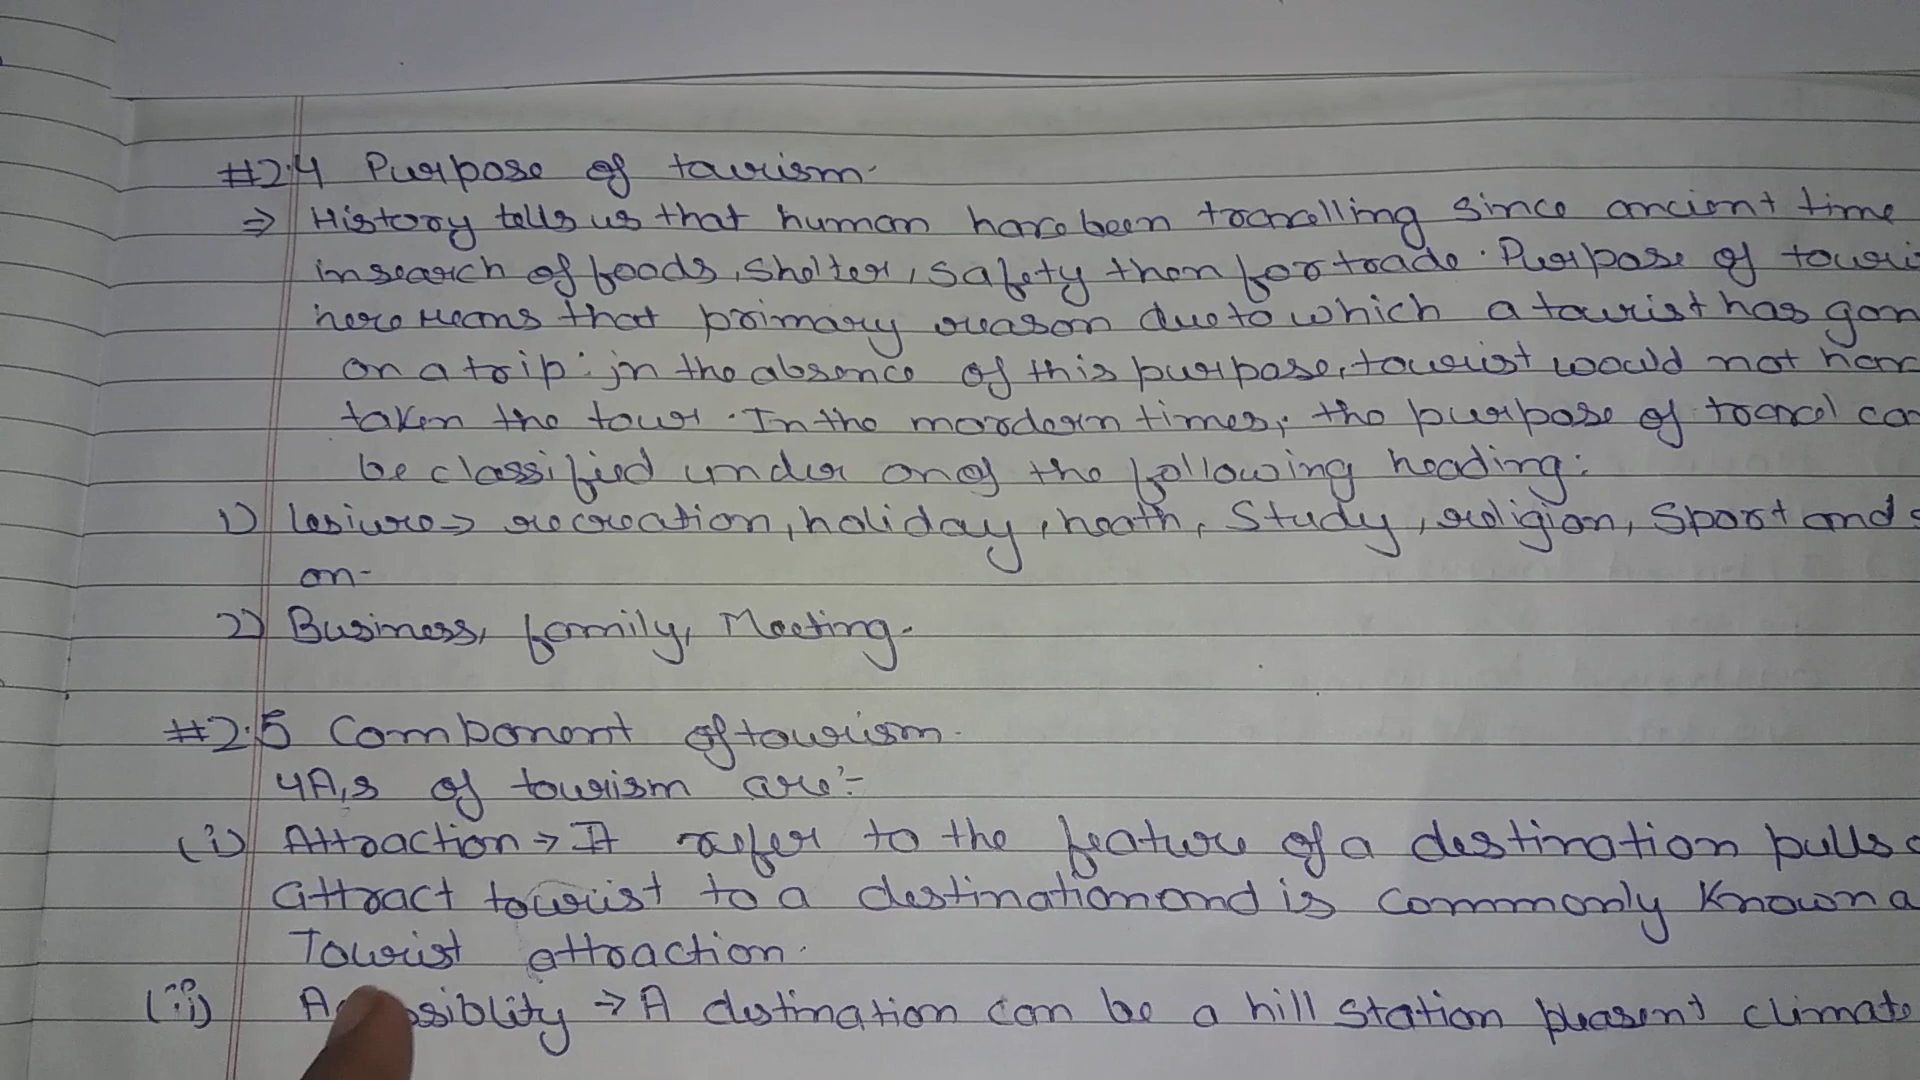 #2.4 Purpose of tourism.
⇒ History tells us that human have been travelling since ancient time
in search of foods, shelter, safety then for trade. Purpose of touri
here means that primary reason due to which a tourist has gon
on a trip. in the absence of this purpose, tourist would not hav
taken the tour. In the mordern times, the purpose of travel ca
be classified under on of the following heading:
1) Lesiure → recreation, holiday, heath, study, religion, sport and s
on-
2) Business, family, Meeting.
#2.5 Component of tourism.
4A,s of tourism are:-
(i) Attraction → It refer to the feature of a destination pulls
attract tourist to a destination and is commonly known a
Tourist attraction.
(ii) → A destination can be a hill station pleasent climate